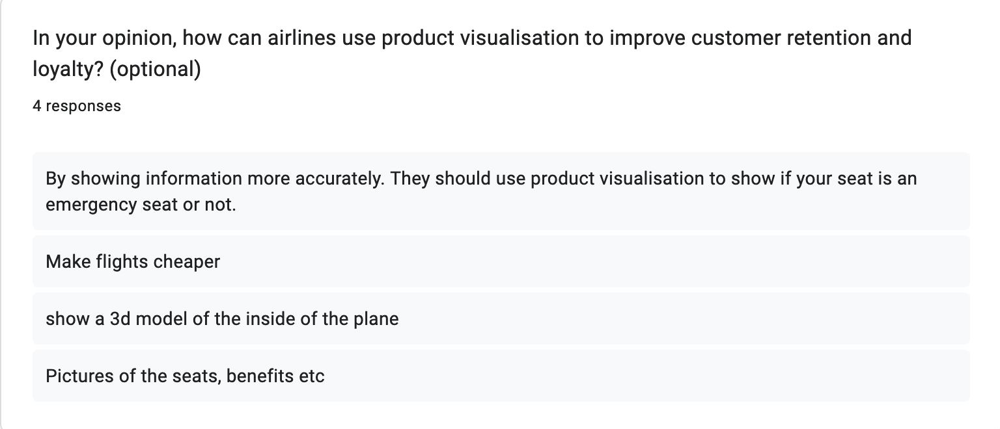 In your opinion, how can airlines use product visualisation to improve customer retention and
loyalty? (optional)
4 responses
By showing information more accurately. They should use product visualisation to show if your seat is an
emergency seat or not.
Make flights cheaper
show a 3d model of the inside of the plane
Pictures of the seats, benefits etc